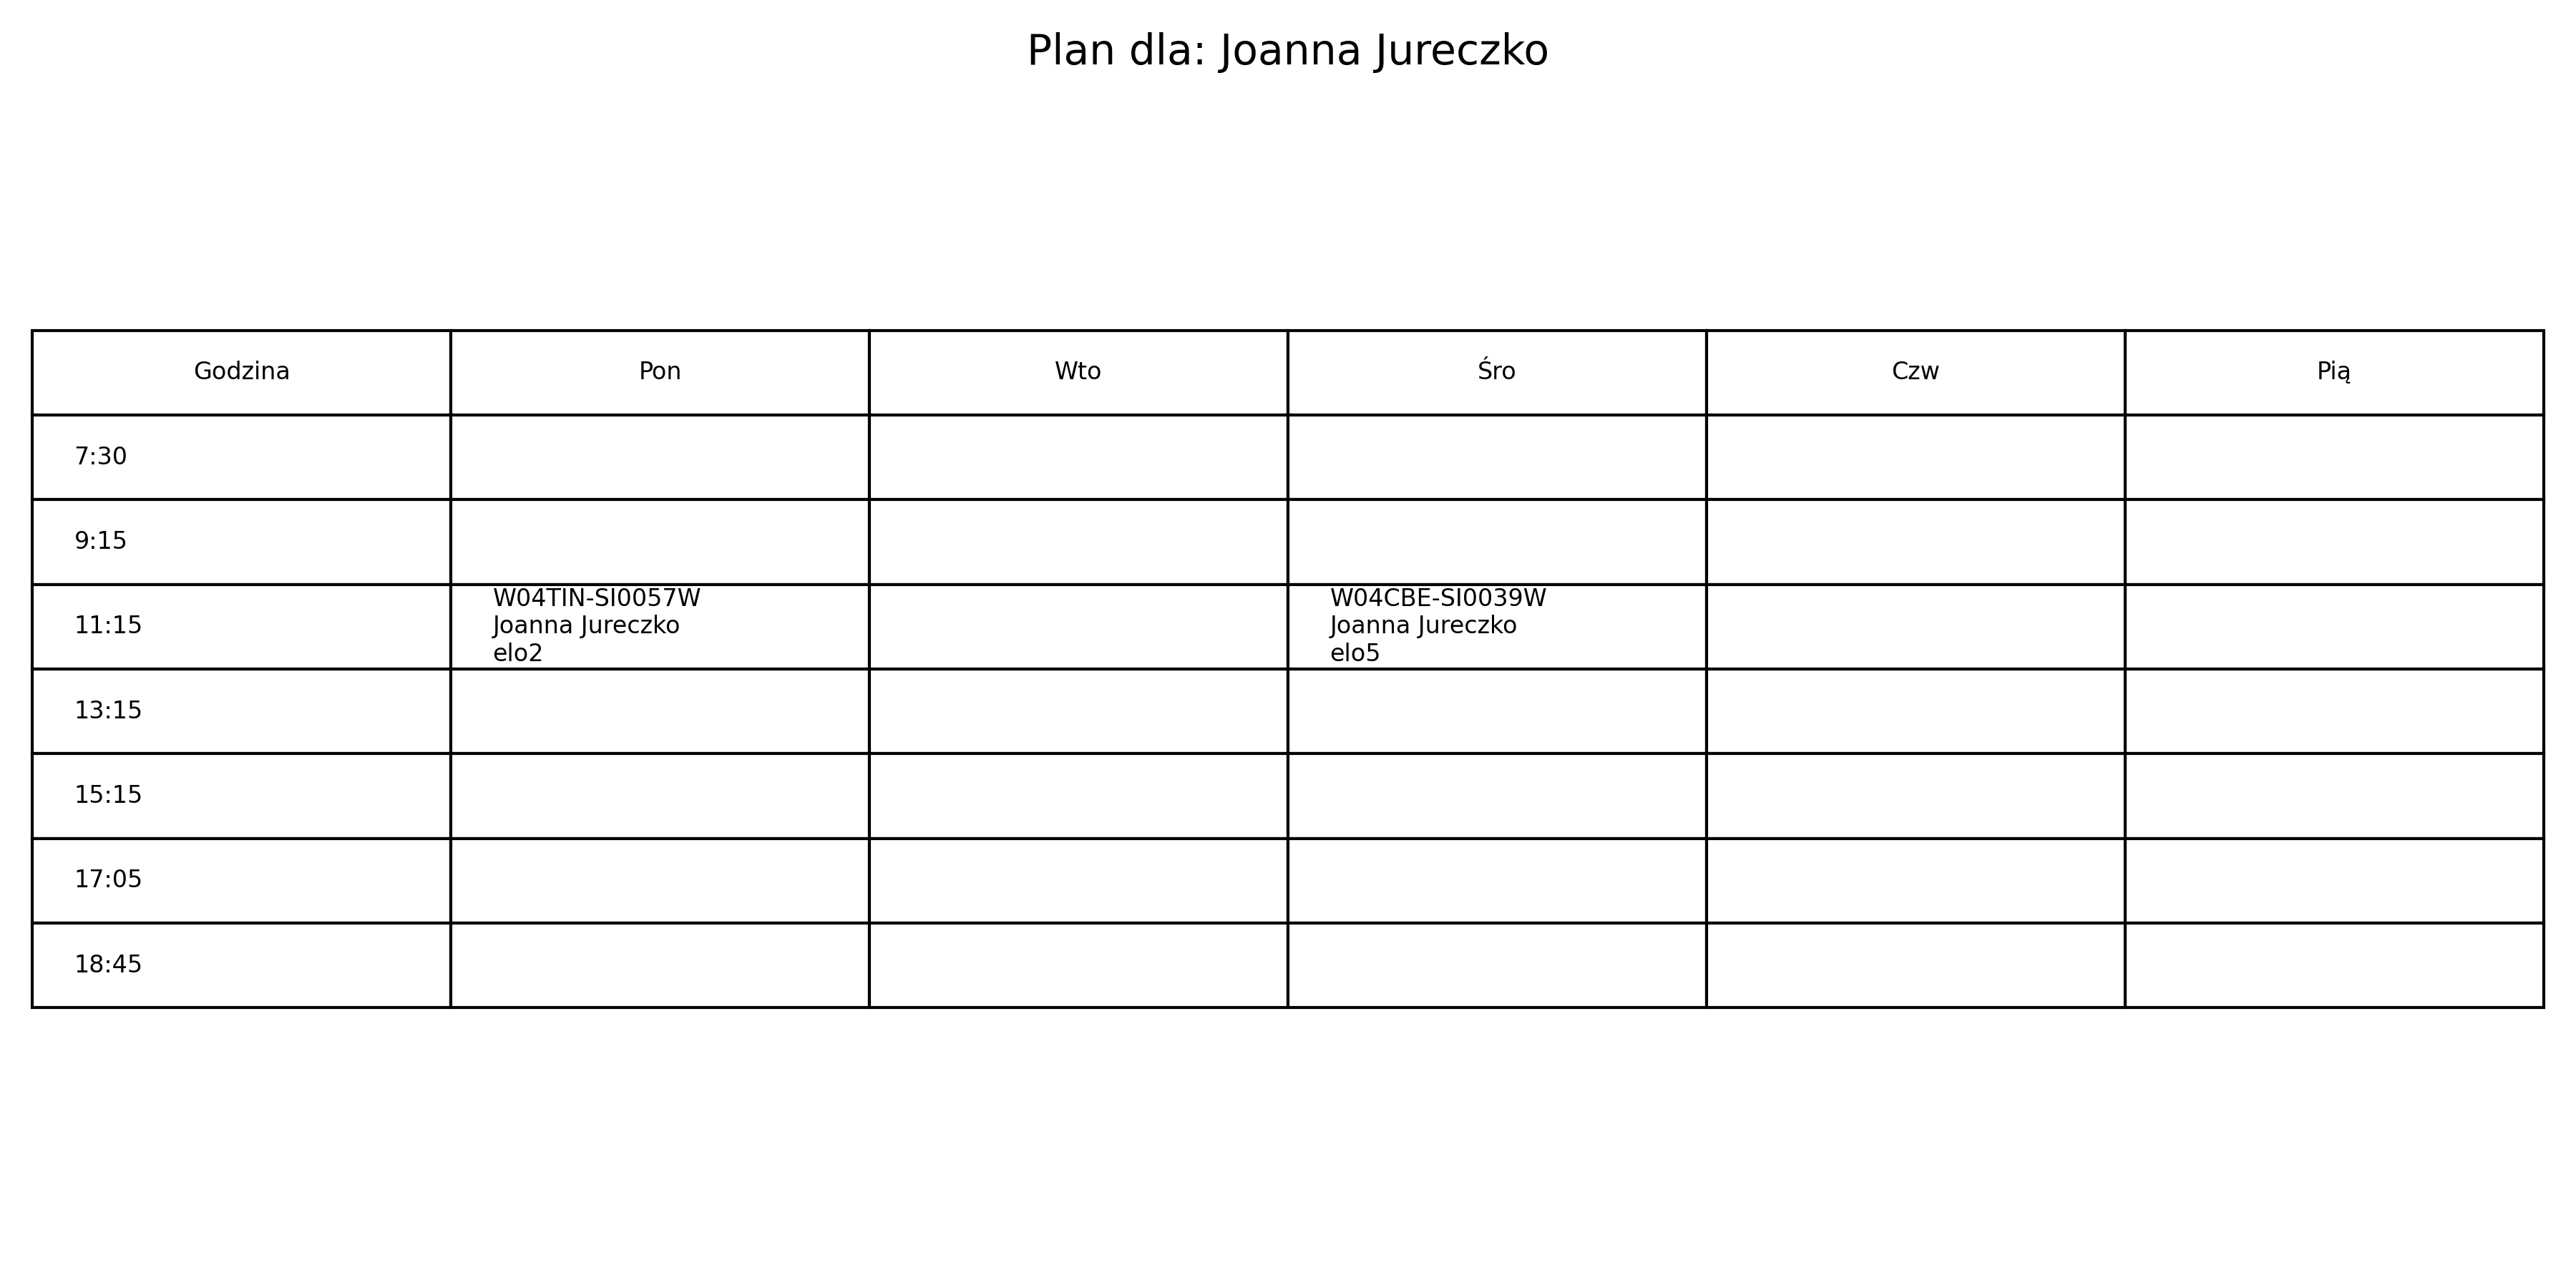 Plan dla: Joanna Jureczko
Godzina Pon Wto Śro Czw Pią
7:30
9:15
11:15
W04TIN-SI0057W
Joanna Jureczko
elo2
W04CBE-SI0039W
Joanna Jureczko
elo5
13:15
15:15
17:05
18:45